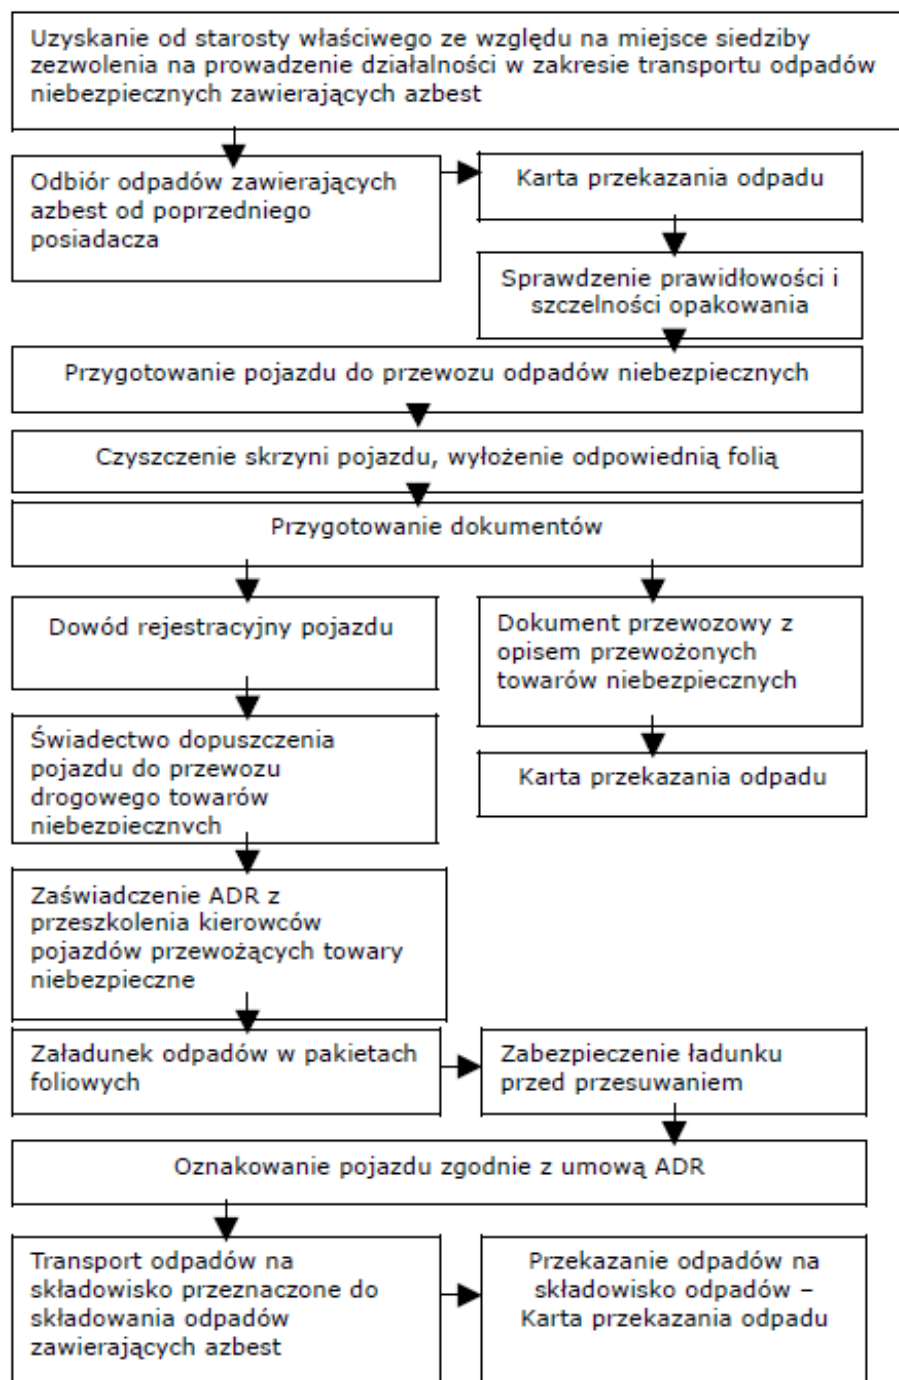 Uzyskanie od starosty właściwego ze względu na miejsce siedziby
zezwolenia na prowadzenie działalności w zakresie transportu odpadów
niebezpiecznych zawierających azbest
Odbiór odpadów zawierających
azbest od poprzedniego
posiadacza
Karta przekazania odpadu
Sprawdzenie prawidłowości i
szczelności opakowania
Przygotowanie pojazdu do przewozu odpadów niebezpiecznych
Czyszczenie skrzyni pojazdu, wyłożenie odpowiednią folią
Przygotowanie dokumentów
Dowód rejestracyjny pojazdu
Świadectwo dopuszczenia
pojazdu do przewozu
drogowego towarów
niebezpiecznych
Zaświadczenie ADR z
przeszkolenia kierowców
pojazdów przewożących towary
niebezpieczne
Dokument przewozowy z
opisem przewożonych
towarów niebezpiecznych
Karta przekazania odpadu
Załadunek odpadów w pakietach
foliowych
Zabezpieczenie ładunku
przed przesuwaniem
Oznakowanie pojazdu zgodnie z umową ADR
Transport odpadów na
składowisko przeznaczone do
składowania odpadów
zawierających azbest
Przekazanie odpadów na
składowisko odpadów –
Karta przekazania odpadu